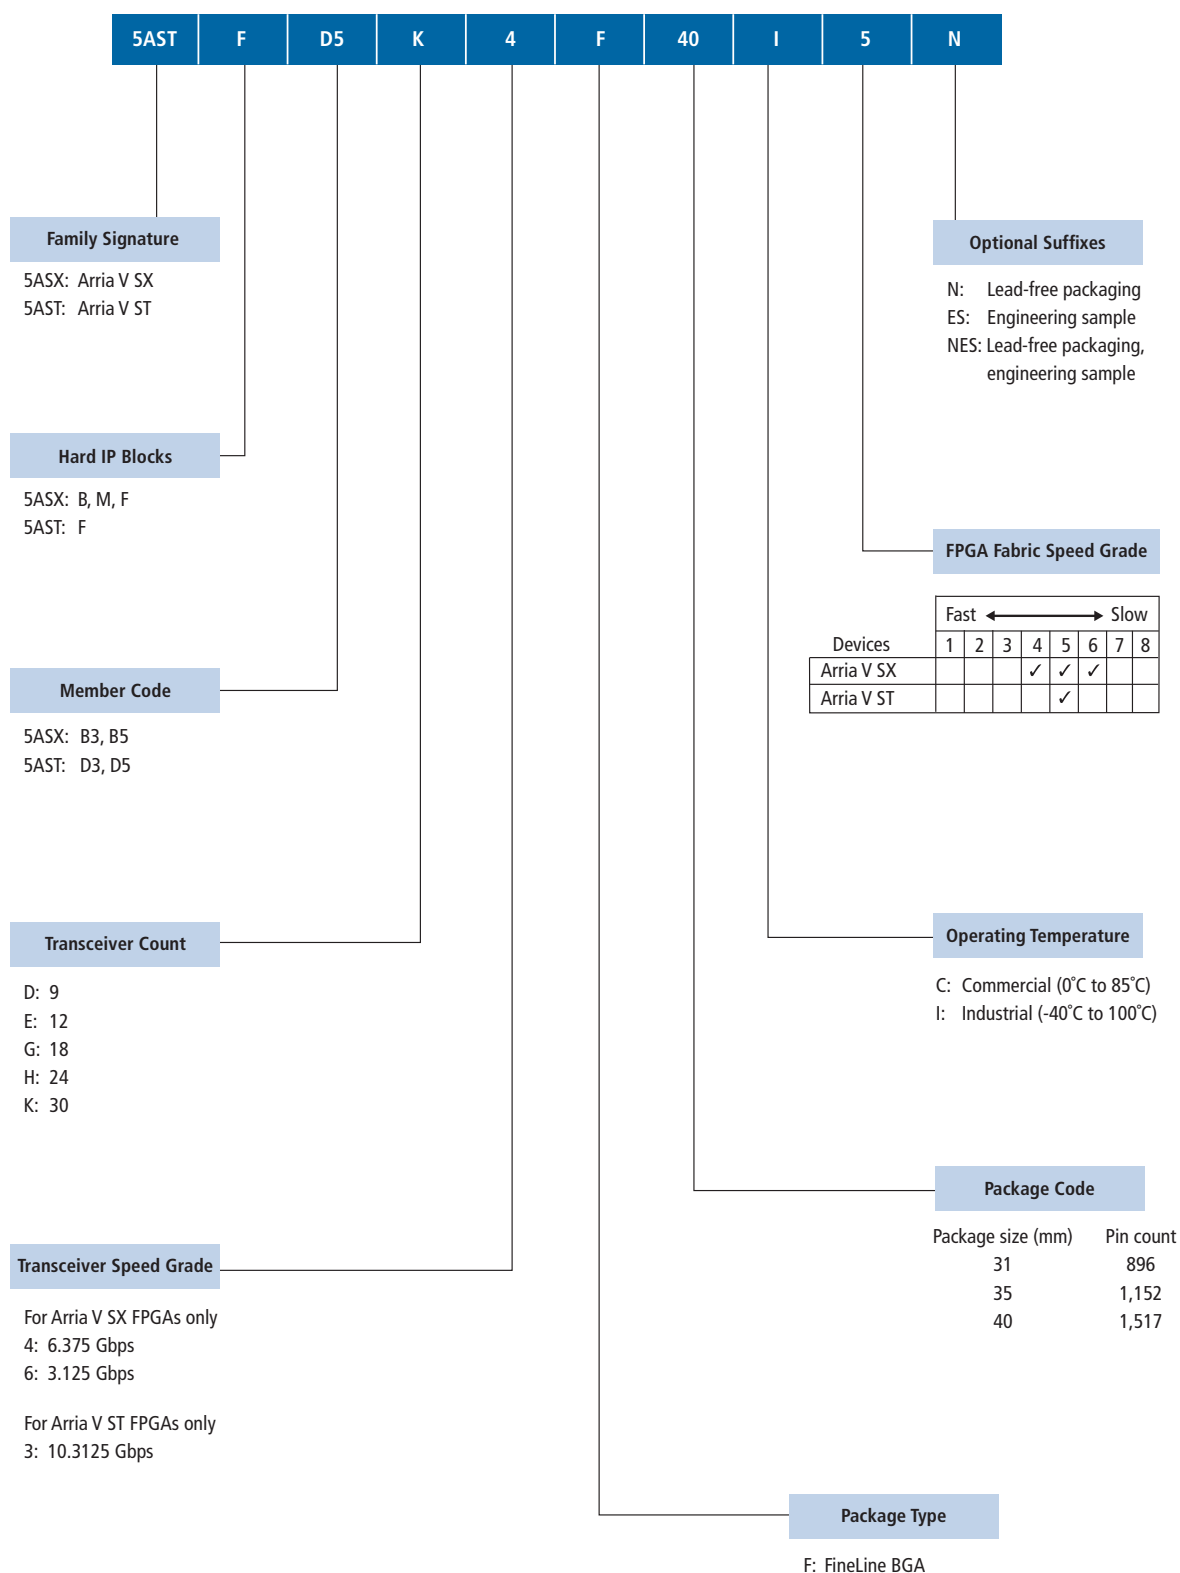 5AST F D5 K 4 F 40 I 5 N
Family Signature
5ASX: Arria V SX
5AST: Arria V ST
Hard IP Blocks
5ASX: B, M, F
5AST: F
Member Code
5ASX: B3, B5
5AST: D3, D5
Transceiver Count
D: 9
E: 12
G: 18
H: 24
K: 30
Transceiver Speed Grade
For Arria V SX FPGAs only
4: 6.375 Gbps
6: 3.125 Gbps
For Arria V ST FPGAs only
3: 10.3125 Gbps
Optional Suffixes
N: Lead-free packaging
ES: Engineering sample
NES: Lead-free packaging,
engineering sample
FPGA Fabric Speed Grade
Fast Slow
Devices 1 2 3 4 5 6 7 8
Arria V SX ✓ ✓ ✓
Arria V ST ✓
Operating Temperature
C: Commercial (0˚C to 85˚C)
I: Industrial (-40˚C to 100˚C)
Package Code
Package size (mm) Pin count
31 896
35 1,152
40 1,517
Package Type
F: FineLine BGA